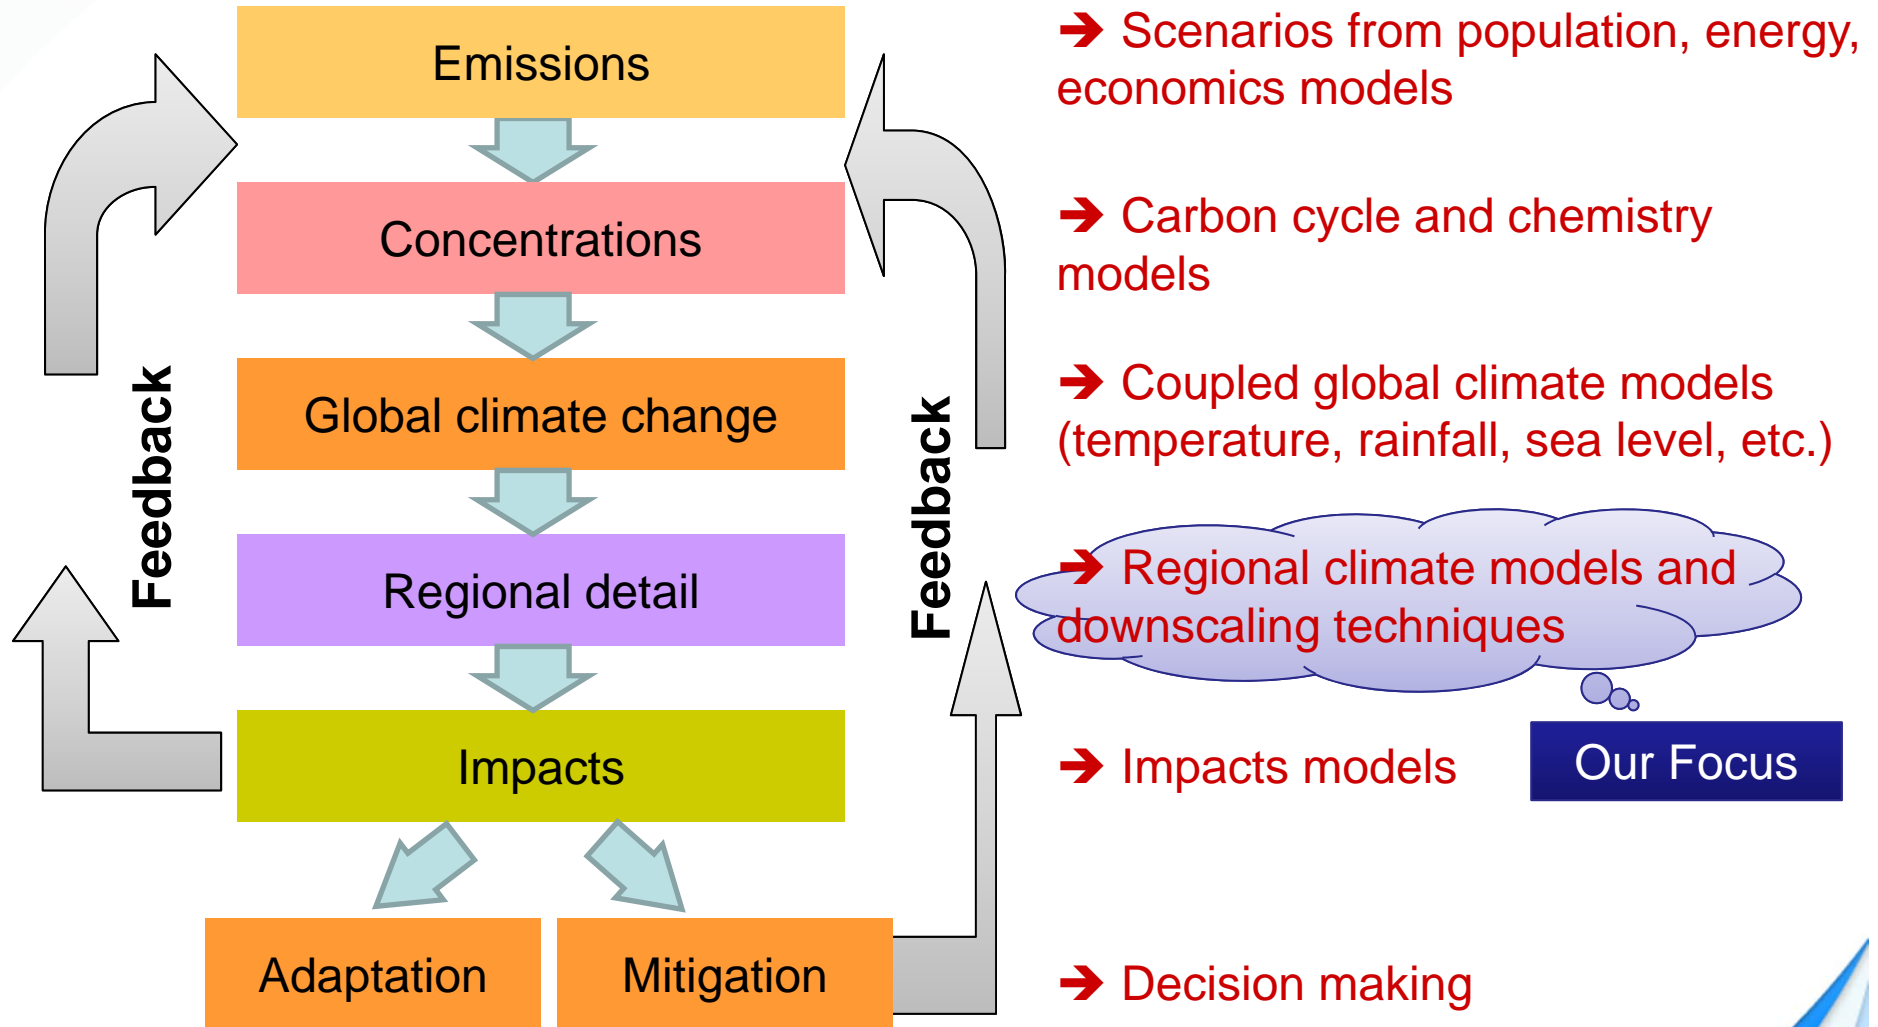 Emissions
➔ Scenarios from population, energy,
economics models
Concentrations
➔ Carbon cycle and chemistry
models
Global climate change
➔ Coupled global climate models
(temperature, rainfall, sea level, etc.)
Feedback
Feedback
Regional detail
➔ Regional climate models and
downscaling techniques
Impacts
➔ Impacts models
Our Focus
Adaptation
Mitigation
➔ Decision making